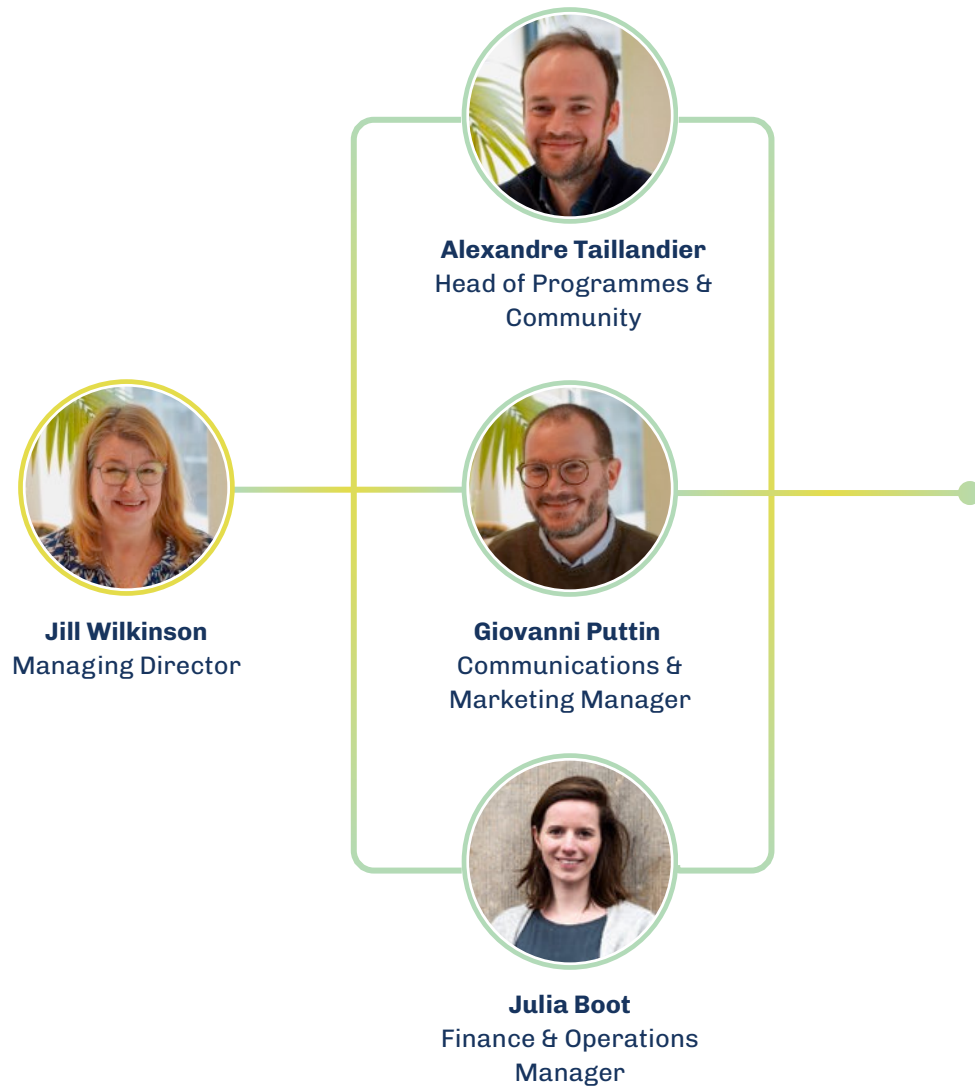 Alexandre Taillandier
Head of Programmes &
Community
Jill Wilkinson
Managing Director
Giovanni Puttin
Communications &
Marketing Manager
Julia Boot
Finance & Operations
Manager